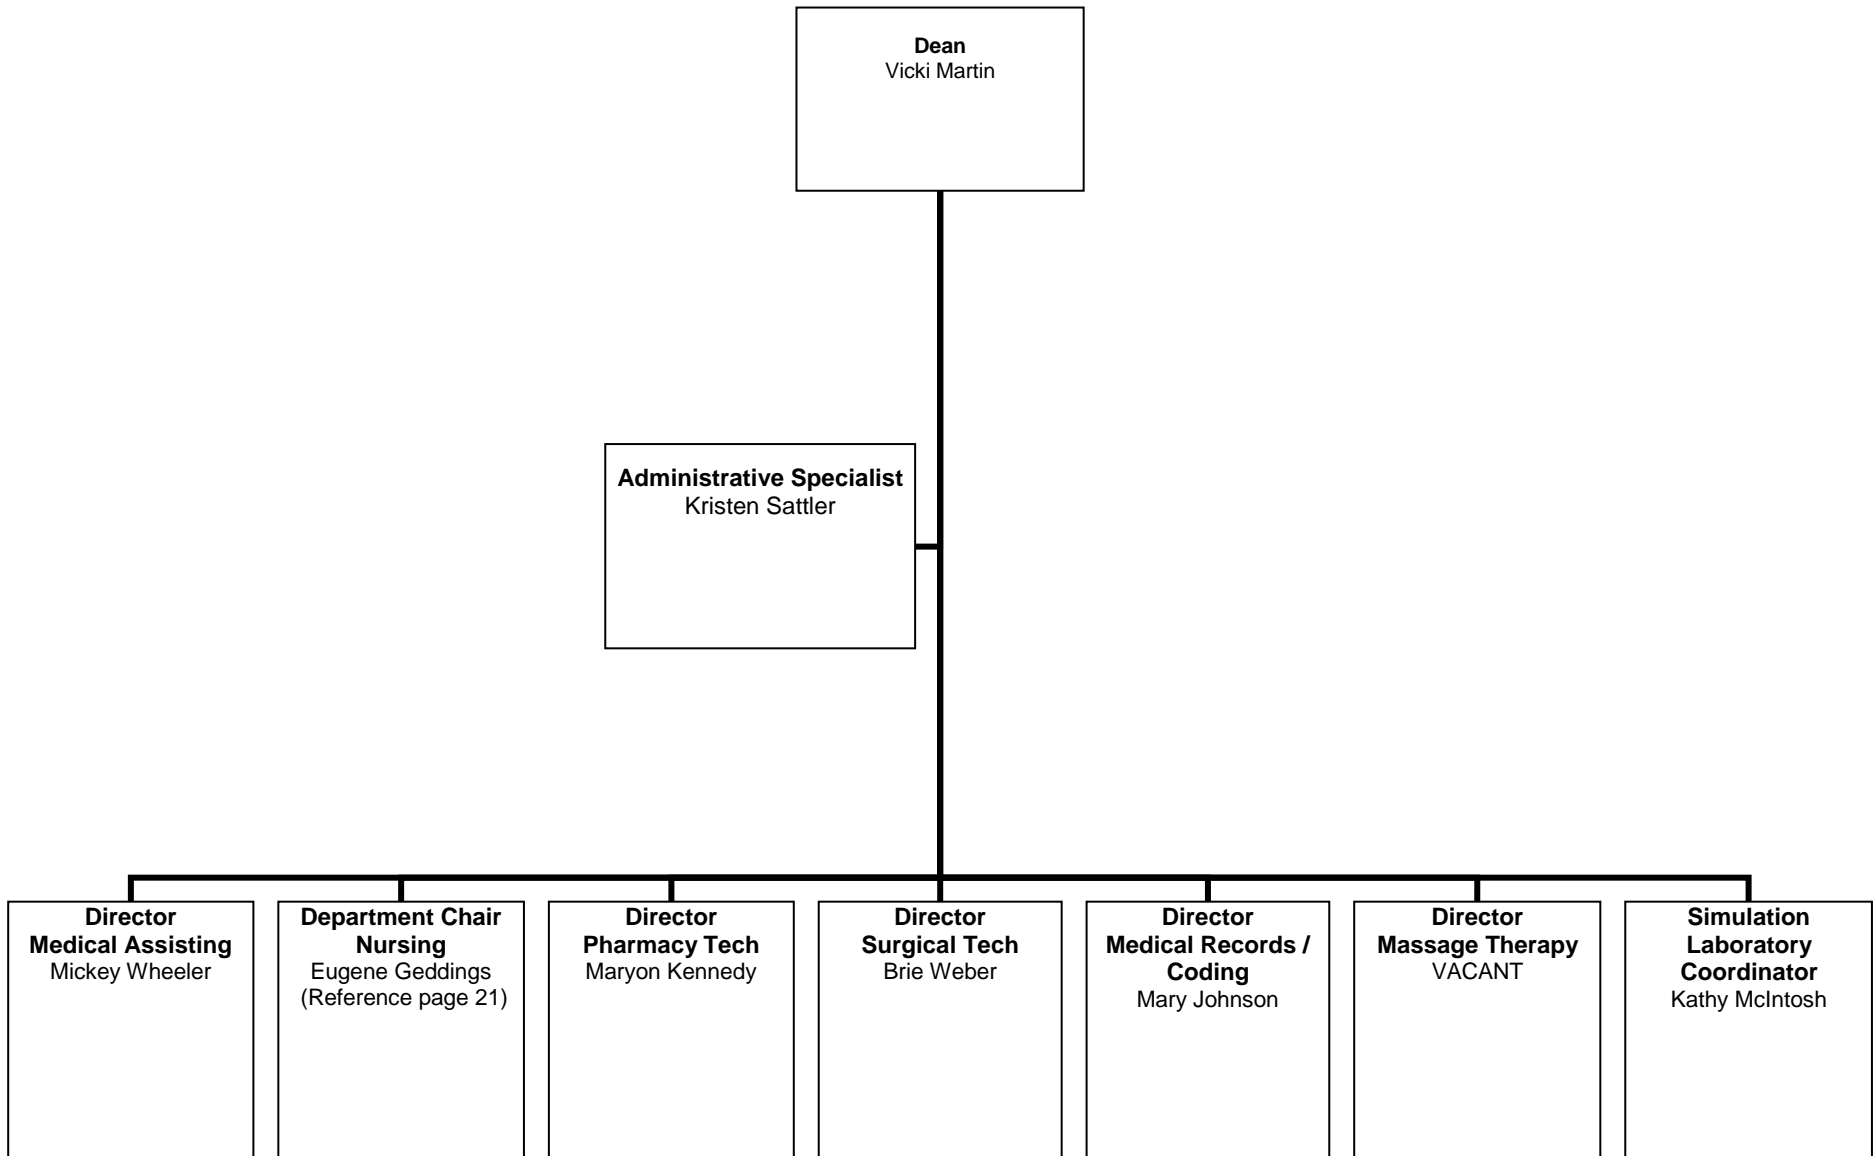 Dean
Vicki Martin
Administrative Specialist
Kristen Sattler
Director
Medical Assisting
Mickey Wheeler
Department Chair
Nursing
Eugene Geddings
(Reference page 21)
Director
Pharmacy Tech
Maryon Kennedy
Director
Surgical Tech
Brie Weber
Director
Medical Records /
Coding
Mary Johnson
Director
Massage Therapy
VACANT
Simulation
Laboratory
Coordinator
Kathy McIntosh